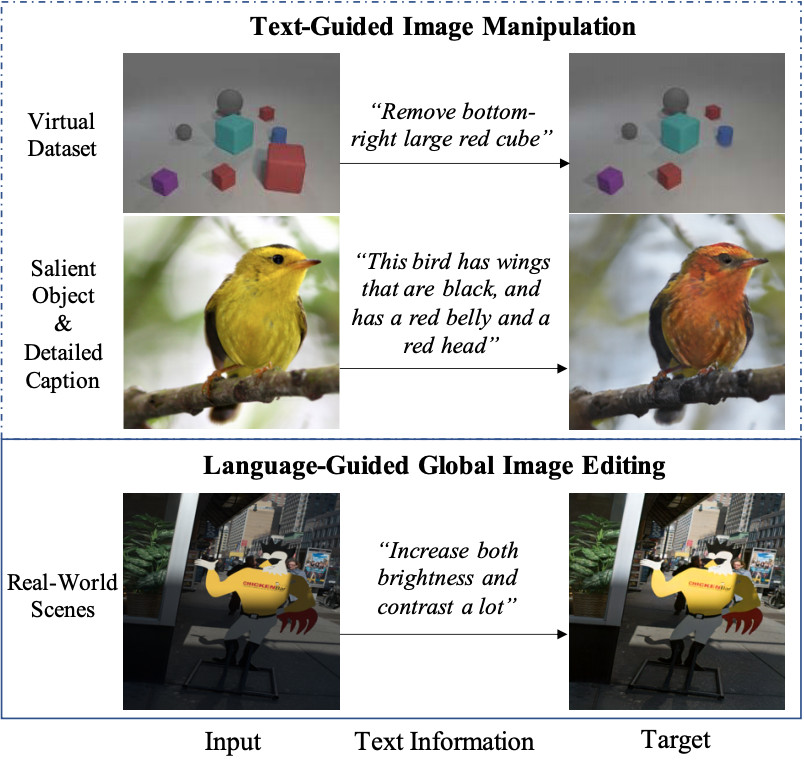 Text-Guided Image Manipulation
Virtual
Dataset
“Remove bottom-
right large red cube”
Salient
Object
&
Detailed
Caption
“This bird has wings
that are black, and
has a red belly and a
red head”
Language-Guided Global Image Editing
Real-World
Scenes
“Increase both
brightness and
contrast a lot”
Input
Text Information
Target